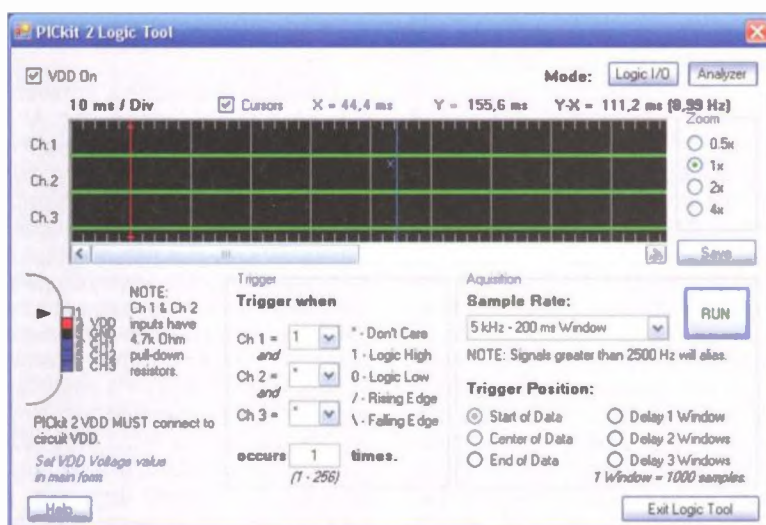 PICkit 2 Logic Tool
VDD On
Mode: Logic I/O Analyzer
10 ms / Div Cursors X = 44,4 ms Y = 155,6 ms Y-X = 111,2 ms (8,99 Hz)
Zoom
Ch.1
Ch.2
Ch.3
0.5x
1x
2x
4x
Save
NOTE:
Ch 1 & Ch 2
inputs have
4.7k Ohm
pull-down
resistors.
1
2 VDD
GND
CH1
CH2
CH3
PICkit 2 VDD MUST connect to
circuit VDD.
Set VDD Voltage value
in main form
Help
Trigger
Trigger when
Ch 1 = 1
and
Ch 2 = *
and
Ch 3 = *
* - Don't Care
1 - Logic High
0 - Logic Low
/ - Rising Edge
\ - Falling Edge
occurs 1 times.
(1 - 256)
Aquisition
Sample Rate:
5 kHz - 200 ms Window
RUN
NOTE: Signals greater than 2500 Hz will alias.
Trigger Position:
Start of Data
Center of Data
End of Data
Delay 1 Window
Delay 2 Windows
Delay 3 Windows
1 Window = 1000 samples
Exit Logic Tool